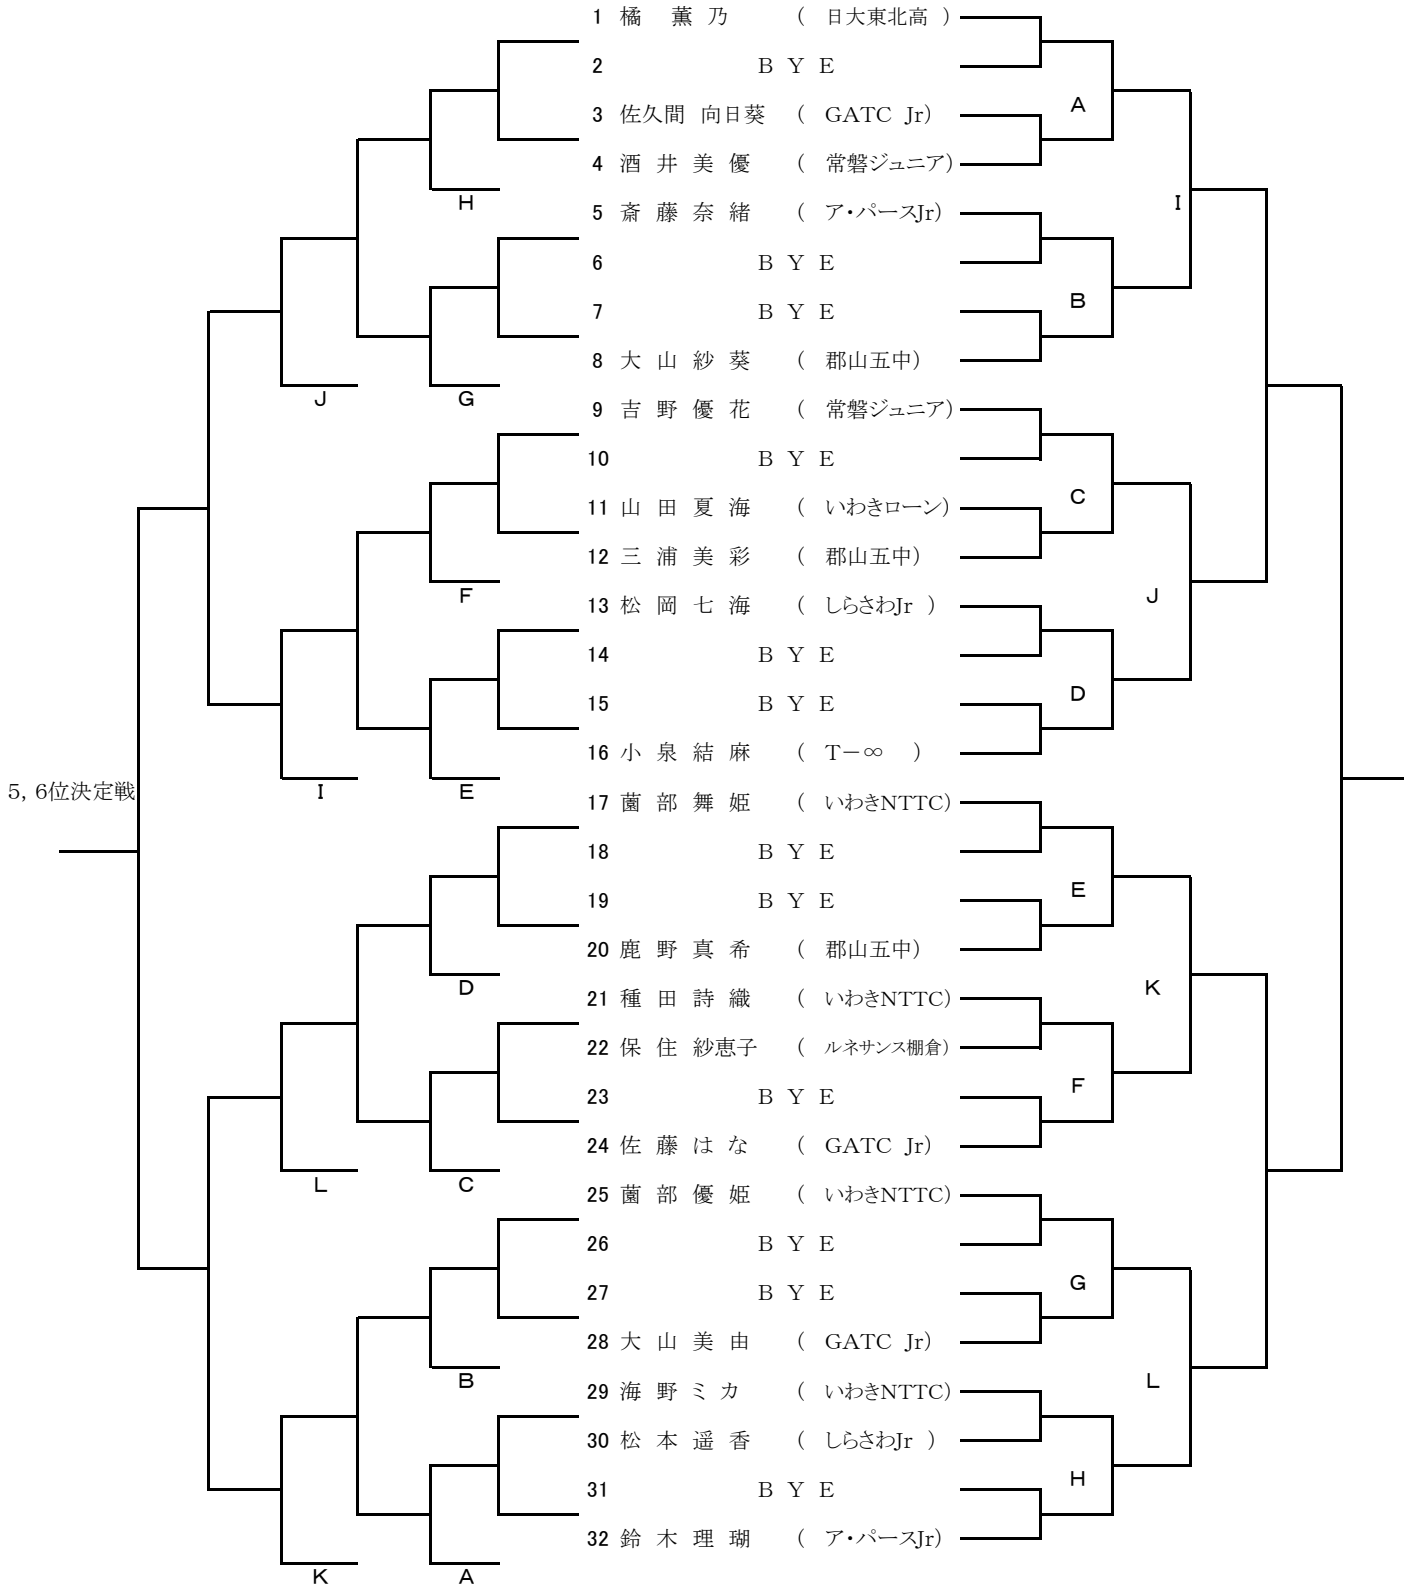 1 橘 薫 乃 ( 日大東北高 )
2 B Y E
3 佐久間 向日葵 ( GATC Jr)
A
4 酒 井 美 優 ( 常磐ジュニア)
H
5 斎 藤 奈 緒 ( ア・パースJr)
I
6 B Y E
7 B Y E
B
8 大 山 紗 葵 ( 郡山五中)
J
G
9 吉 野 優 花 ( 常磐ジュニア)
10 B Y E
11 山 田 夏 海 ( いわきローン)
C
12 三 浦 美 彩 ( 郡山五中)
F
13 松 岡 七 海 ( しらさわJr )
J
14 B Y E
15 B Y E
D
16 小 泉 結 麻 ( T-∞ )
5, 6位決定戦
I
E
17 薗 部 舞 姫 ( いわきNTTC)
18 B Y E
19 B Y E
E
20 鹿 野 真 希 ( 郡山五中)
D
21 種 田 詩 織 ( いわきNTTC)
K
22 保 住 紗恵子 ( ルネサンス棚倉)
23 B Y E
F
24 佐 藤 は な ( GATC Jr)
L
C
25 薗 部 優 姫 ( いわきNTTC)
26 B Y E
27 B Y E
G
28 大 山 美 由 ( GATC Jr)
B
29 海 野 ミ カ ( いわきNTTC)
L
30 松 本 遥 香 ( しらさわJr )
31 B Y E
H
32 鈴 木 理 瑚 ( ア・パースJr)
K
A